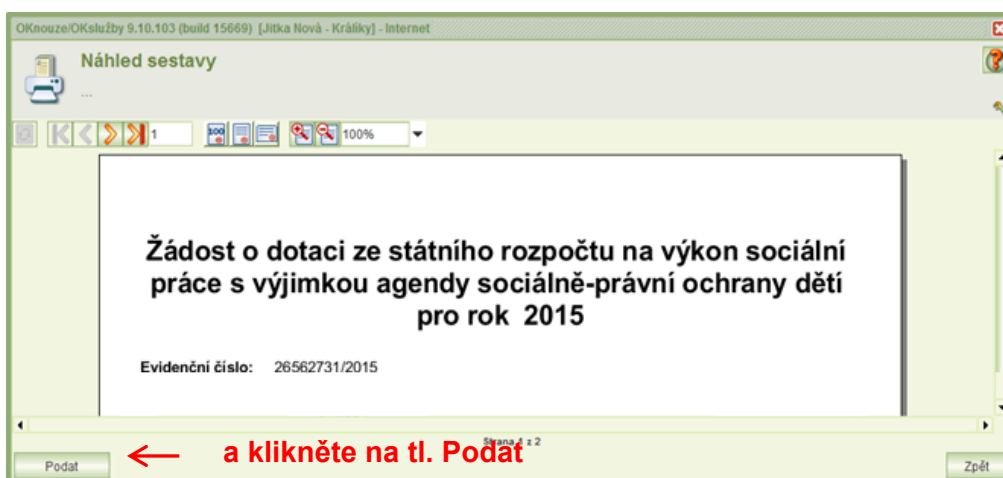 OKnouze/OKslužby 9.10.103 (build 15669) [Jitka Nová - Králíky] - Internet
Náhled sestavy
...
1 100 100%
Žádost o dotaci ze státního rozpočtu na výkon sociální
práce s výjimkou agendy sociálně-právní ochrany dětí
pro rok 2015
Evidenční číslo: 26562731/2015
Strana 1 z 2
a klikněte na tl. Podat
Podat
Zpět